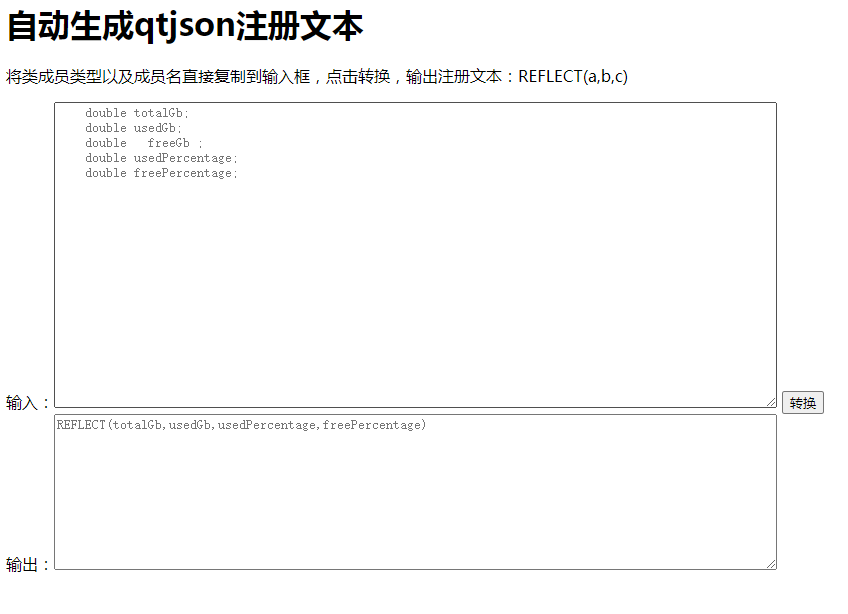 自动生成qtjson注册文本
将类成员类型以及成员名直接复制到输入框，点击转换，输出注册文本：REFLECT(a,b,c)
double totalGb;
double usedGb;
double   freeGb ;
double usedPercentage;
double freePercentage;
输入：
转换
REFLECT(totalGb,usedGb,usedPercentage,freePercentage)
输出：